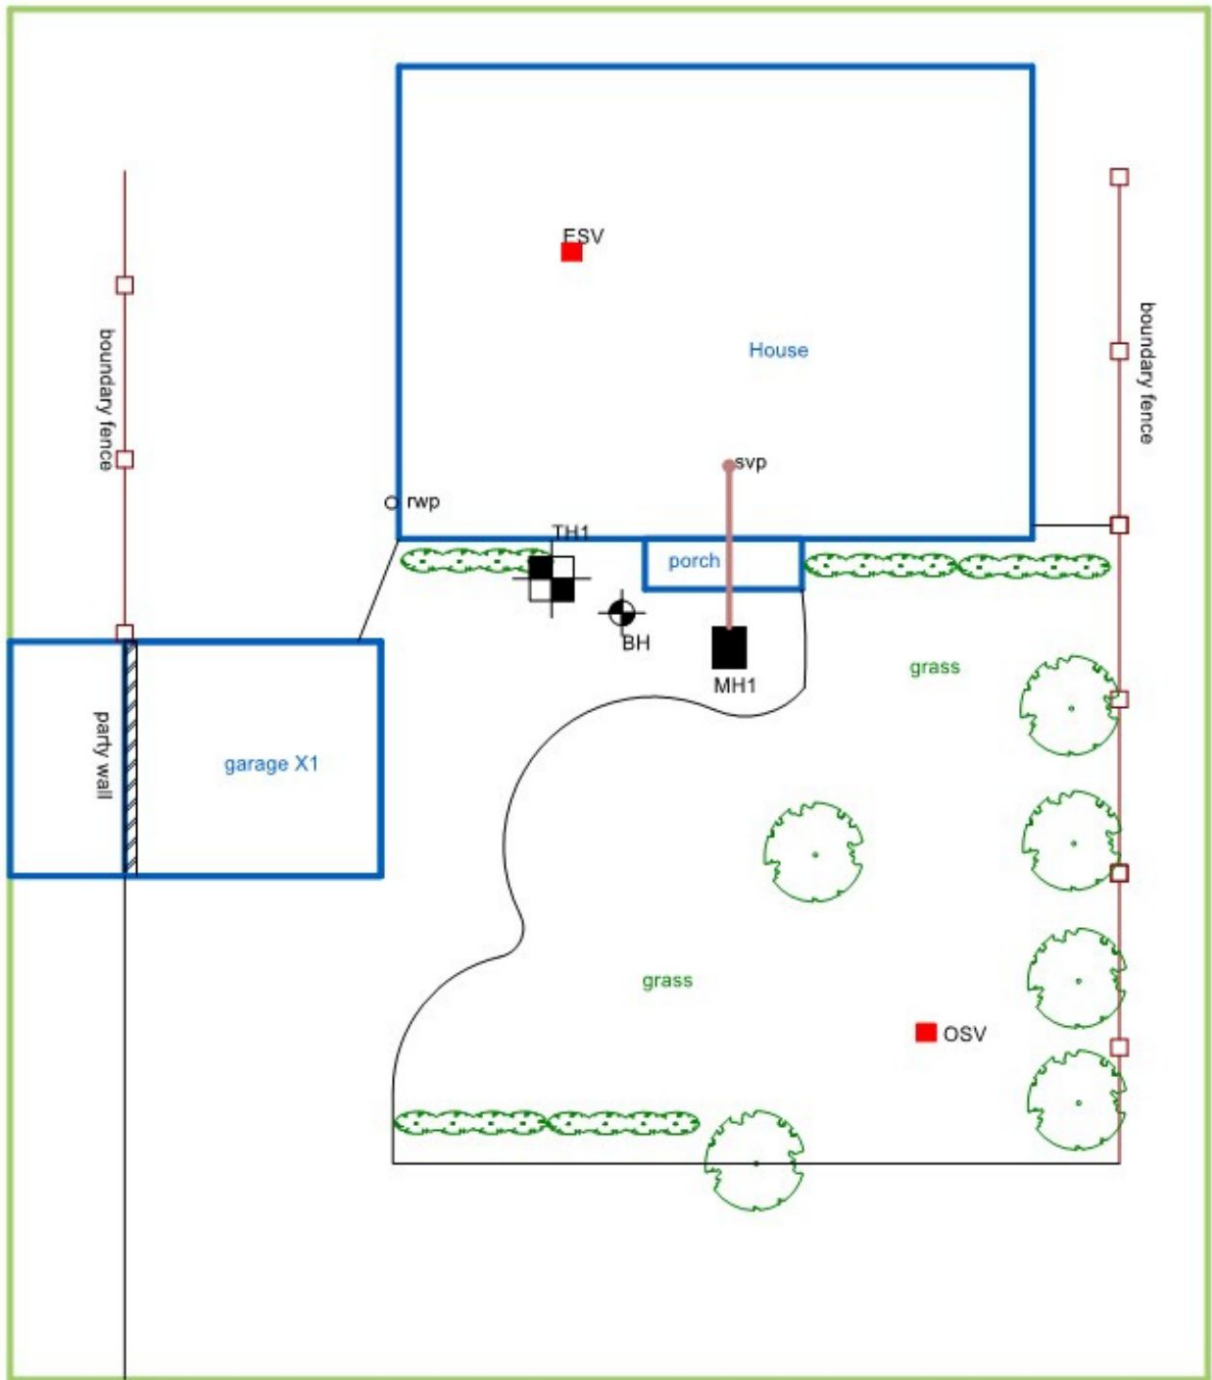 ESV
boundary fence
boundary fence
House
svp
rwp
TH1
porch
BH
grass
MH1
party wall
garage X1
grass
OSV